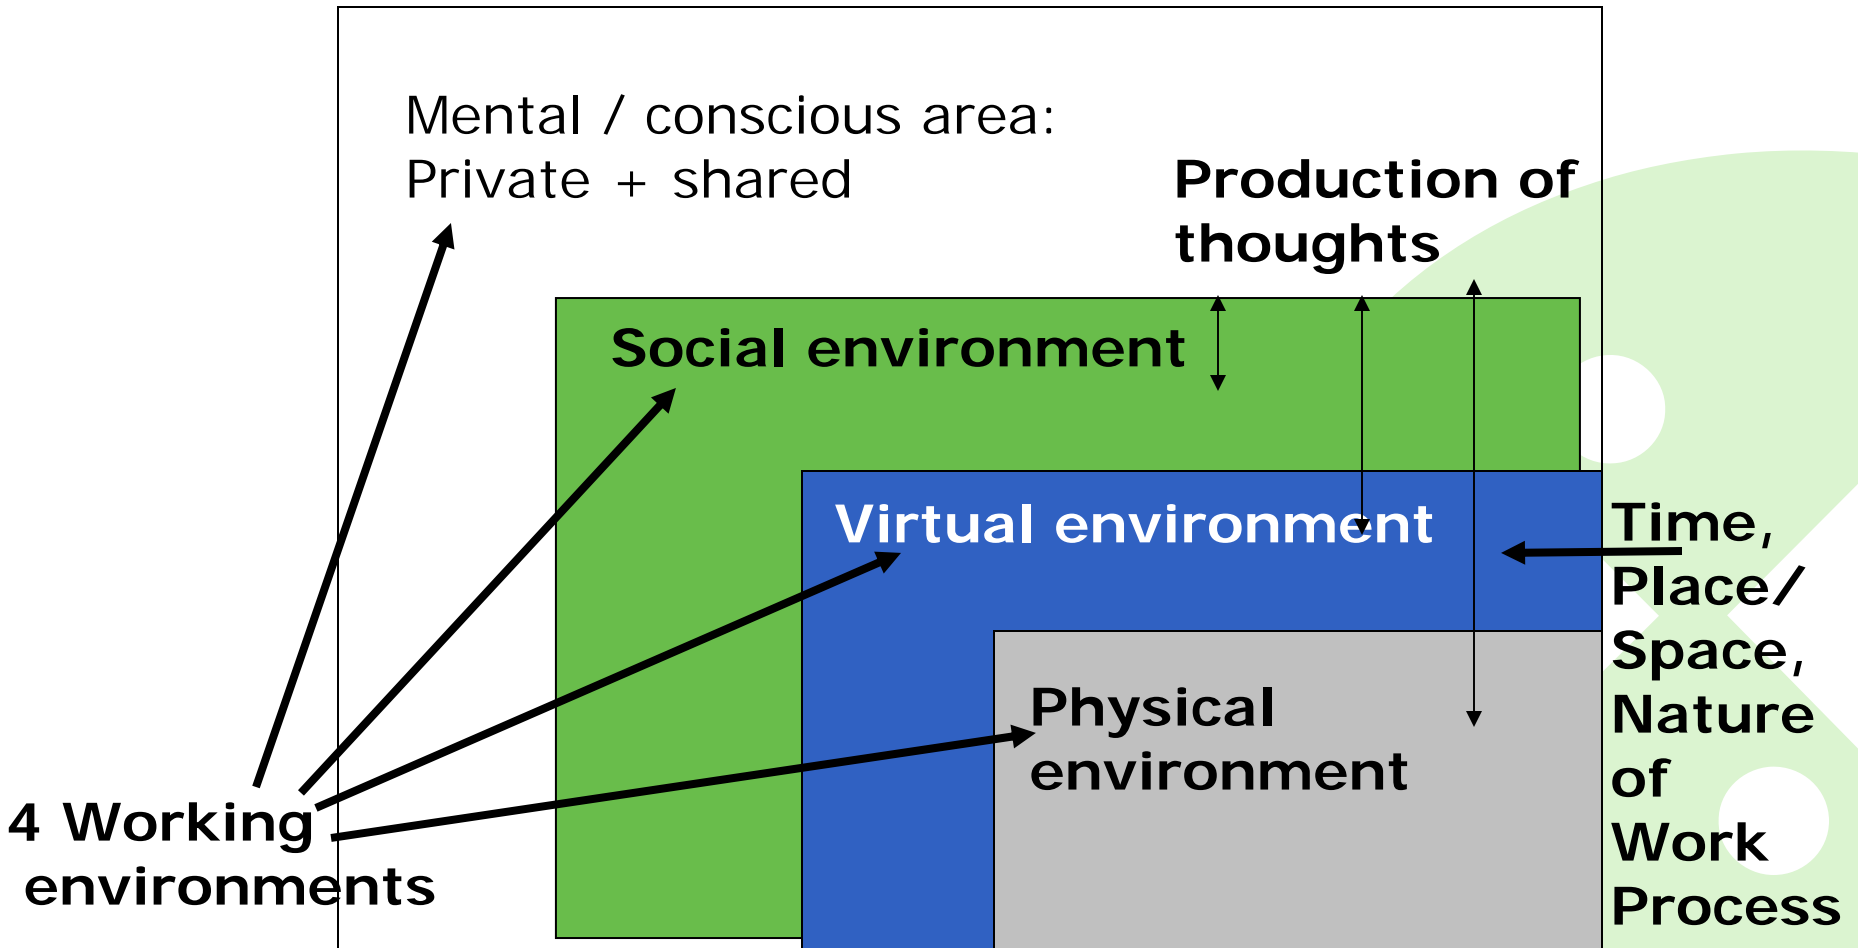 Mental / conscious area:
Private + shared
Production of
thoughts
Social environment
Virtual environment
Physical
environment
4 Working
environments
Time,
Place/
Space,
Nature
of
Work
Process